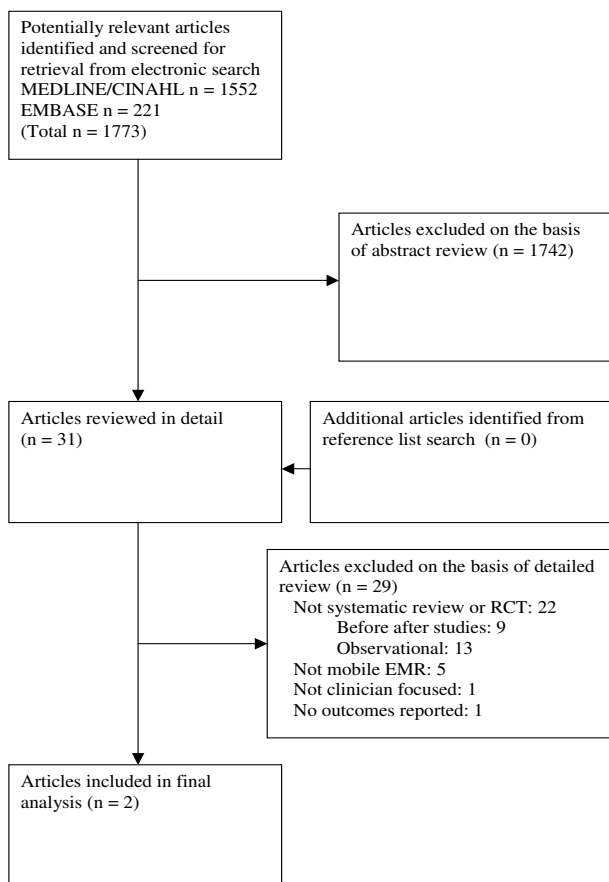 Potentially relevant articles
identified and screened for
retrieval from electronic search
MEDLINE/CINAHL n = 1552
EMBASE n = 221
(Total n = 1773)
Articles excluded on the basis
of abstract review (n = 1742)
Articles reviewed in detail
(n = 31)
Additional articles identified from
reference list search (n = 0)
Articles excluded on the basis of detailed
review (n = 29)
Not systematic review or RCT: 22
Before after studies: 9
Observational: 13
Not mobile EMR: 5
Not clinician focused: 1
No outcomes reported: 1
Articles included in final
analysis (n = 2)